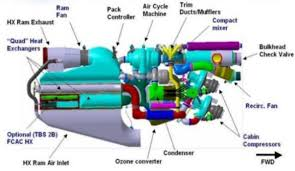 HX Ram Exhaust
Ram
Fan
Pack
Controller
Air Cycle
Machine
Trim
Ducts/Mufflers
Compact
mixer
"Quad" Heat
Exchangers
Bulkhead
Check Valve
Recirc. Fan
Cabin
Compressors
Optional (TBS 2B)
FCAC HX
HX Ram Air Inlet
Ozone converter
Condenser
FWD